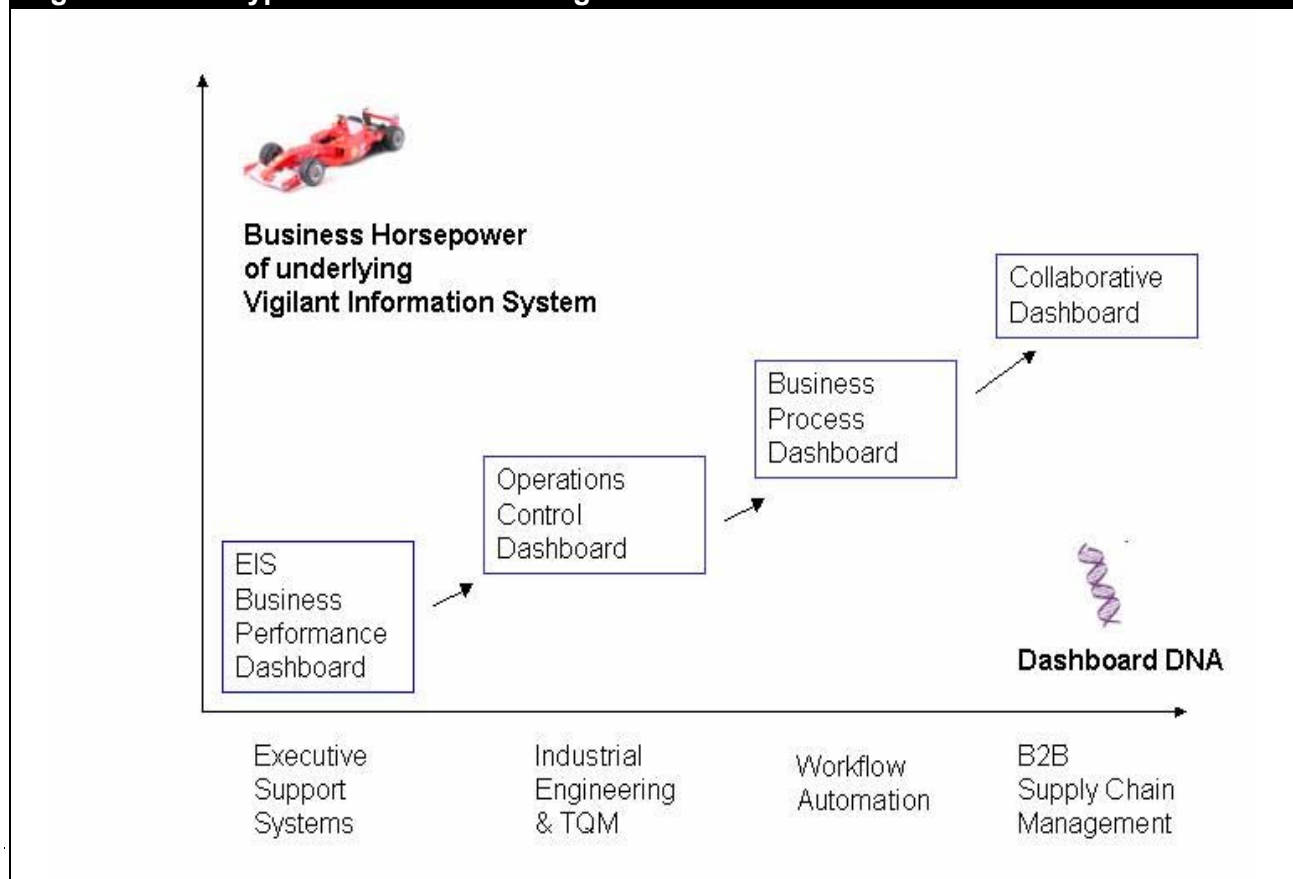 Business Horsepower
of underlying
Vigilant Information System
Collaborative
Dashboard
Business
Process
Dashboard
Operations
Control
Dashboard
EIS
Business
Performance
Dashboard
Dashboard DNA
Executive
Support
Systems
Industrial
Engineering
& TQM
Workflow
Automation
B2B
Supply Chain
Management